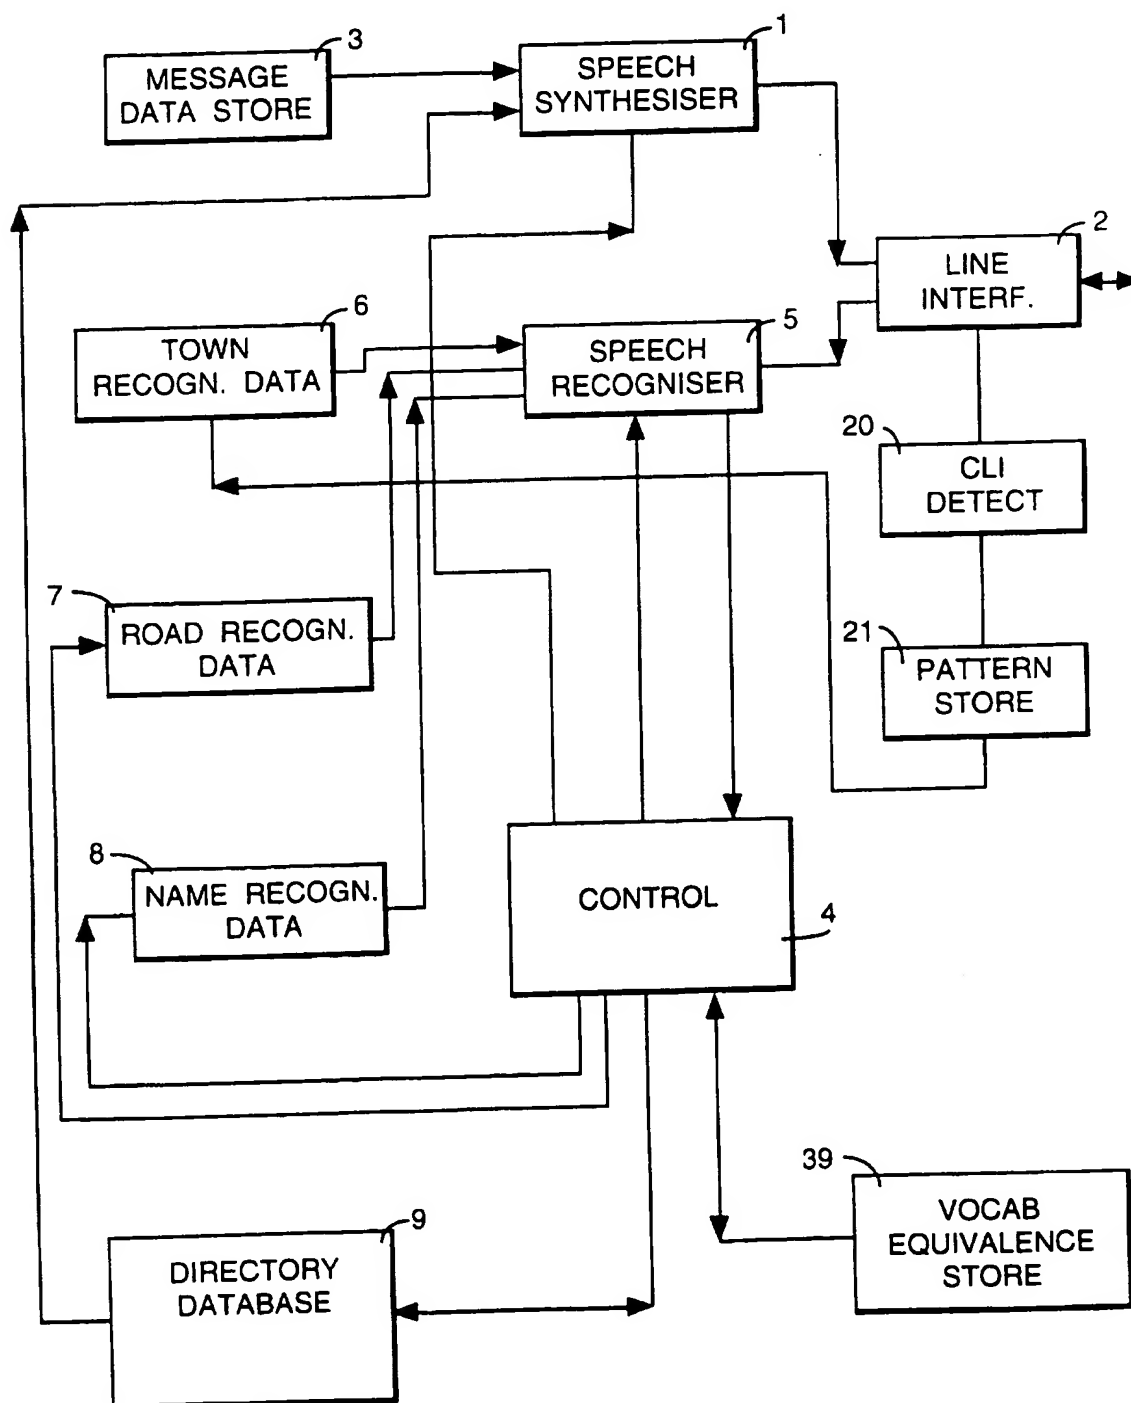 3
MESSAGE
DATA STORE
1
SPEECH
SYNTHESISER
2
LINE
INTERF.
6
TOWN
RECOGN. DATA
5
SPEECH
RECOGNISER
20
CLI
DETECT
7
ROAD RECOGN.
DATA
21
PATTERN
STORE
8
NAME RECOGN.
DATA
CONTROL
4
39
VOCAB
EQUIVALENCE
STORE
9
DIRECTORY
DATABASE